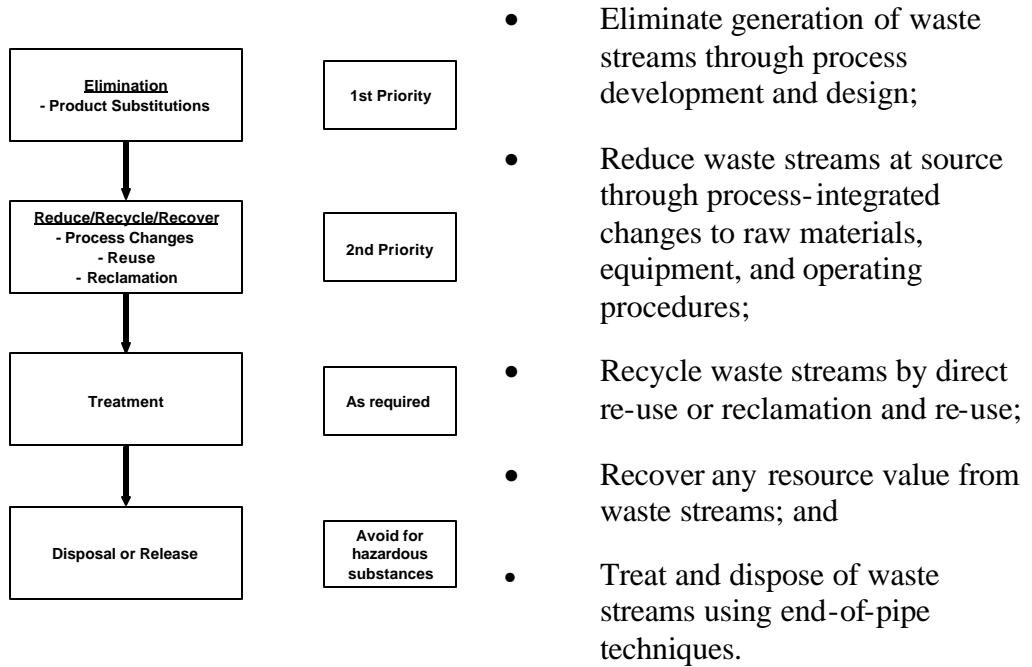 Elimination
- Product Substitutions
1st Priority
Reduce/Recycle/Recover
- Process Changes
- Reuse
- Reclamation
2nd Priority
Treatment
As required
Disposal or Release
Avoid for
hazardous
substances
• Eliminate generation of waste
streams through process
development and design;
• Reduce waste streams at source
through process-integrated
changes to raw materials,
equipment, and operating
procedures;
• Recycle waste streams by direct
re-use or reclamation and re-use;
• Recover any resource value from
waste streams; and
• Treat and dispose of waste
streams using end-of-pipe
techniques.